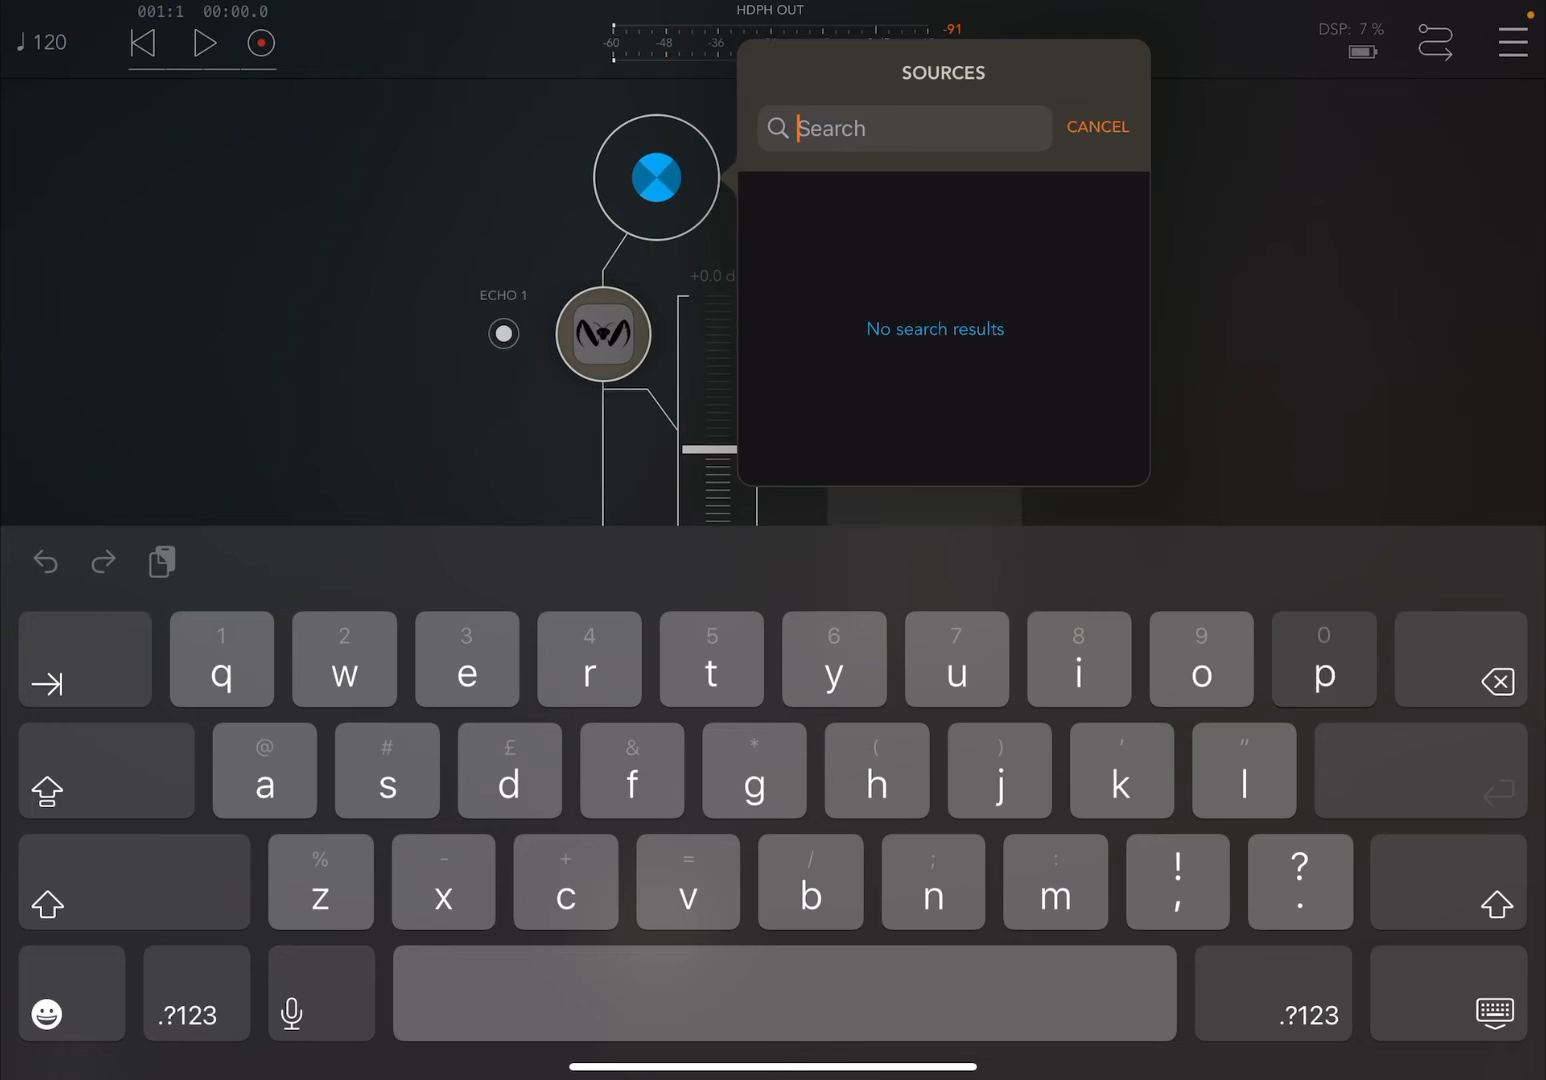 001:1 00:00.0
♩ 120
HDPH OUT
-60 -48 -36
-91
DSP: 7 %
SOURCES
Search
CANCEL
No search results
+0.0 d
ECHO 1
1 2 3 4 5 6 7 8 9 0
q w e r t y u i o p
@ # £ & * ( ) ' "
a s d f g h j k l
% - + = / ; : ! ?
z x c v b n m , .
.?123 .?123